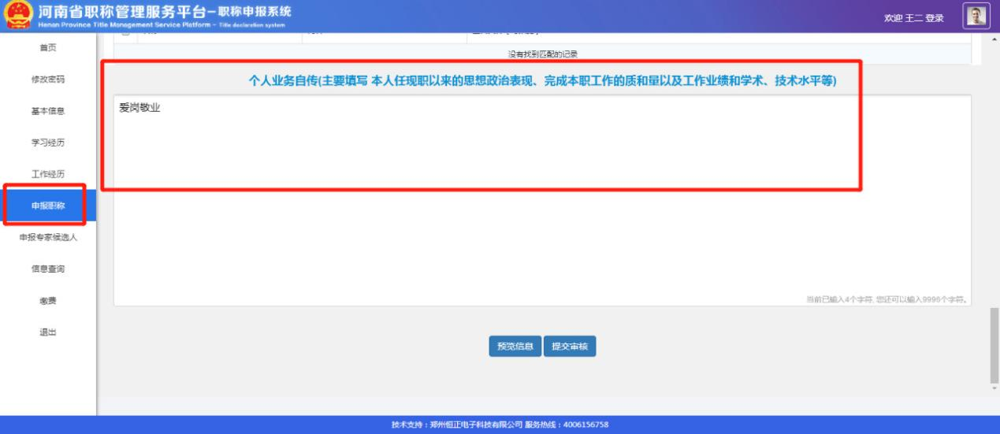 河南省职称管理服务平台-职称申报系统
Henan Province Title Management Service Platform - Title declaration system
欢迎 王二 登录
首页
修改密码
基本信息
学习经历
工作经历
申报职称
申报专家候选人
信息查询
缴费
退出
没有找到匹配的记录
个人业务自传(主要填写 本人任现职以来的思想政治表现、完成本职工作的质和量以及工作业绩和学术、技术水平等)
爱岗敬业
当前已输入4个字符, 您还可以输入9996个字符。
预览信息
提交审核
技术支持：郑州恒正电子科技有限公司 服务热线：4006156758